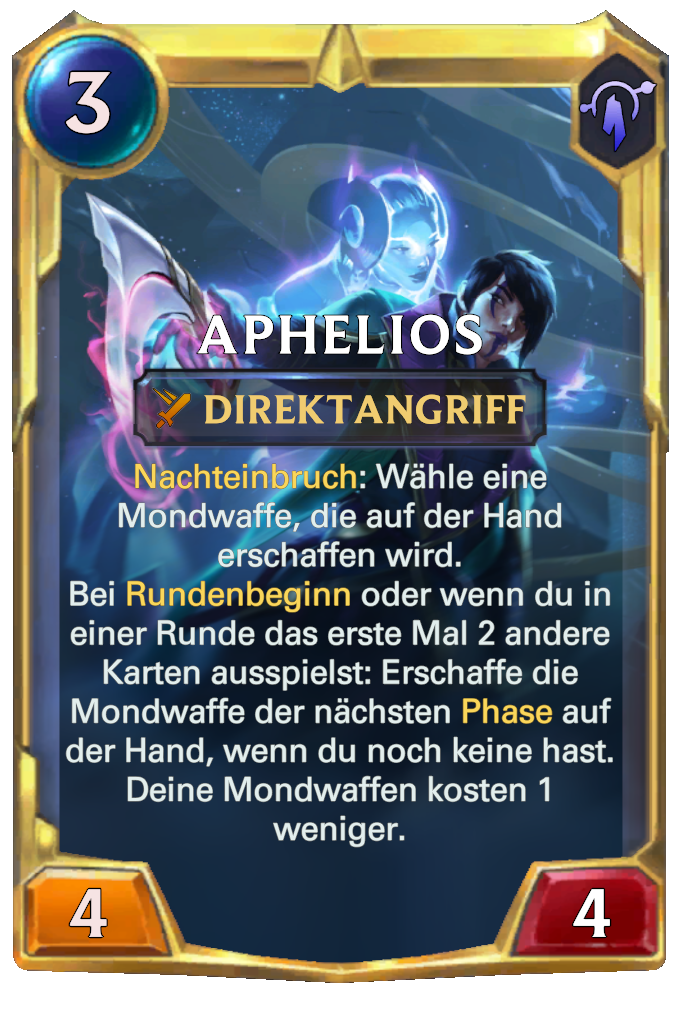 3
APHELIOS
DIREKTANGRIFF
Nachteinbruch: Wähle eine
Mondwaffe, die auf der Hand
erschaffen wird.
Bei Rundenbeginn oder wenn du in
einer Runde das erste Mal 2 andere
Karten ausspielst: Erschaffe die
Mondwaffe der nächsten Phase auf
der Hand, wenn du noch keine hast.
Deine Mondwaffen kosten 1
weniger.
4
4